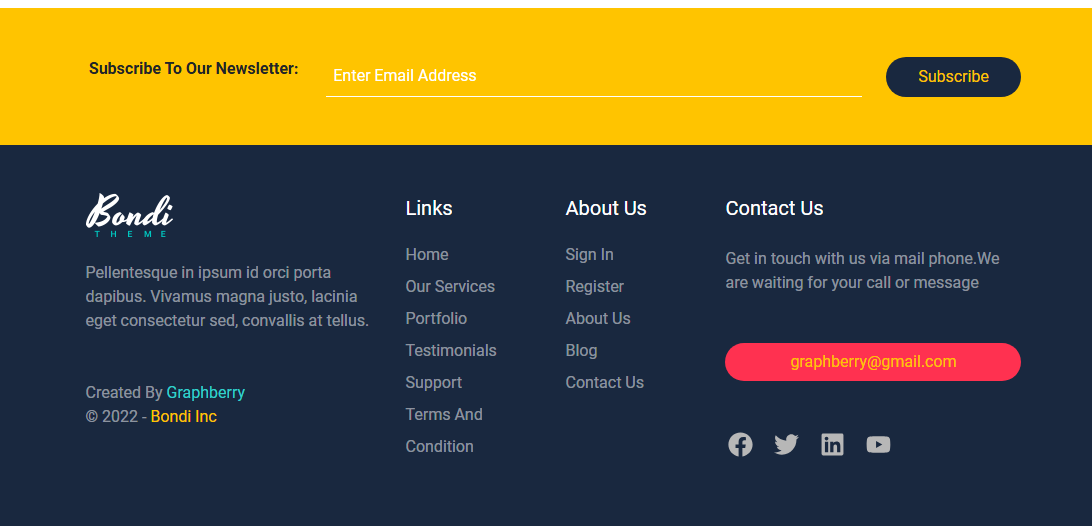 Subscribe To Our Newsletter:
Enter Email Address
Subscribe
Bondi
THEME
Pellentesque in ipsum id orci porta
dapibus. Vivamus magna justo, lacinia
eget consectetur sed, convallis at tellus.
Created By Graphberry
© 2022 - Bondi Inc
Links
Home
Our Services
Portfolio
Testimonials
Support
Terms And
Condition
About Us
Sign In
Register
About Us
Blog
Contact Us
Contact Us
Get in touch with us via mail phone.We
are waiting for your call or message
graphberry@gmail.com